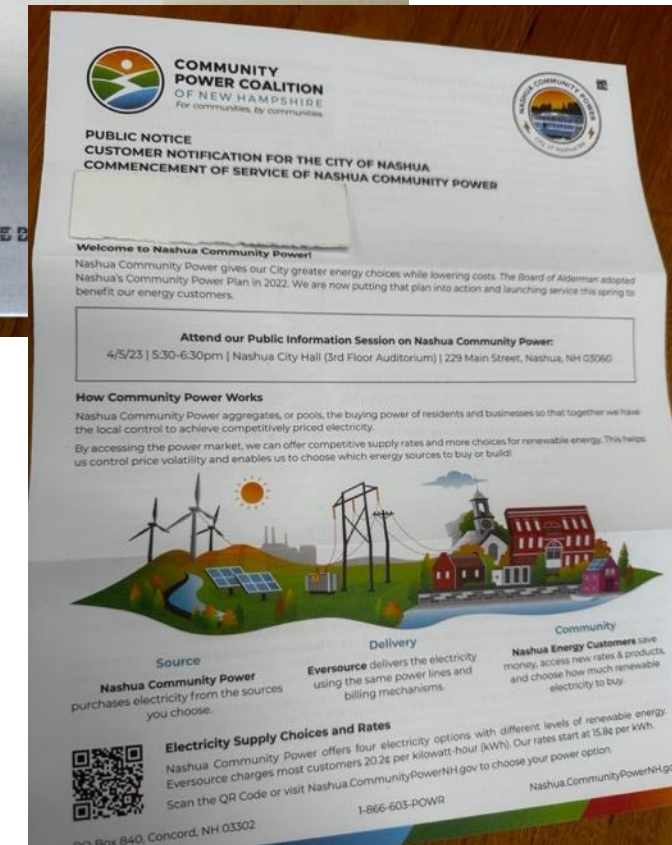 COMMUNITY
POWER COALITION
OF NEW HAMPSHIRE
For communities, by communities.
NASHUA COMMUNITY POWER
City of Nashua NH
PUBLIC NOTICE
CUSTOMER NOTIFICATION FOR THE CITY OF NASHUA
COMMENCEMENT OF SERVICE OF NASHUA COMMUNITY POWER
Welcome to Nashua Community Power!
Nashua Community Power gives our City greater energy choices while lowering costs. The Board of Alderman adopted
Nashua's Community Power Plan in 2022. We are now putting that plan into action and launching service this spring to
benefit our energy customers.
Attend our Public Information Session on Nashua Community Power:
4/5/23 | 5:30-6:30pm | Nashua City Hall (3rd Floor Auditorium) | 229 Main Street, Nashua, NH 03060
How Community Power Works
Nashua Community Power aggregates, or pools, the buying power of residents and businesses so that together we have
the local control to achieve competitively priced electricity.
By accessing the power market, we can offer competitive supply rates and more choices for renewable energy. This helps
us control price volatility and enables us to choose which energy sources to buy or build!
Source
Nashua Community Power
purchases electricity from the sources
you choose.
Delivery
Eversource delivers the electricity
using the same power lines and
billing mechanisms.
Community
Nashua Energy Customers save
money, access new rates & products,
and choose how much renewable
electricity to buy.
Electricity Supply Choices and Rates
Nashua Community Power offers four electricity options with different levels of renewable energy.
Eversource charges most customers 20.2¢ per kilowatt-hour (kWh). Our rates start at 15.8¢ per kWh.
Scan the QR Code or visit Nashua.CommunityPowerNH.gov to choose your power option.
PO Box 840, Concord, NH 03302
1-866-603-POWR
Nashua.CommunityPowerNH.go